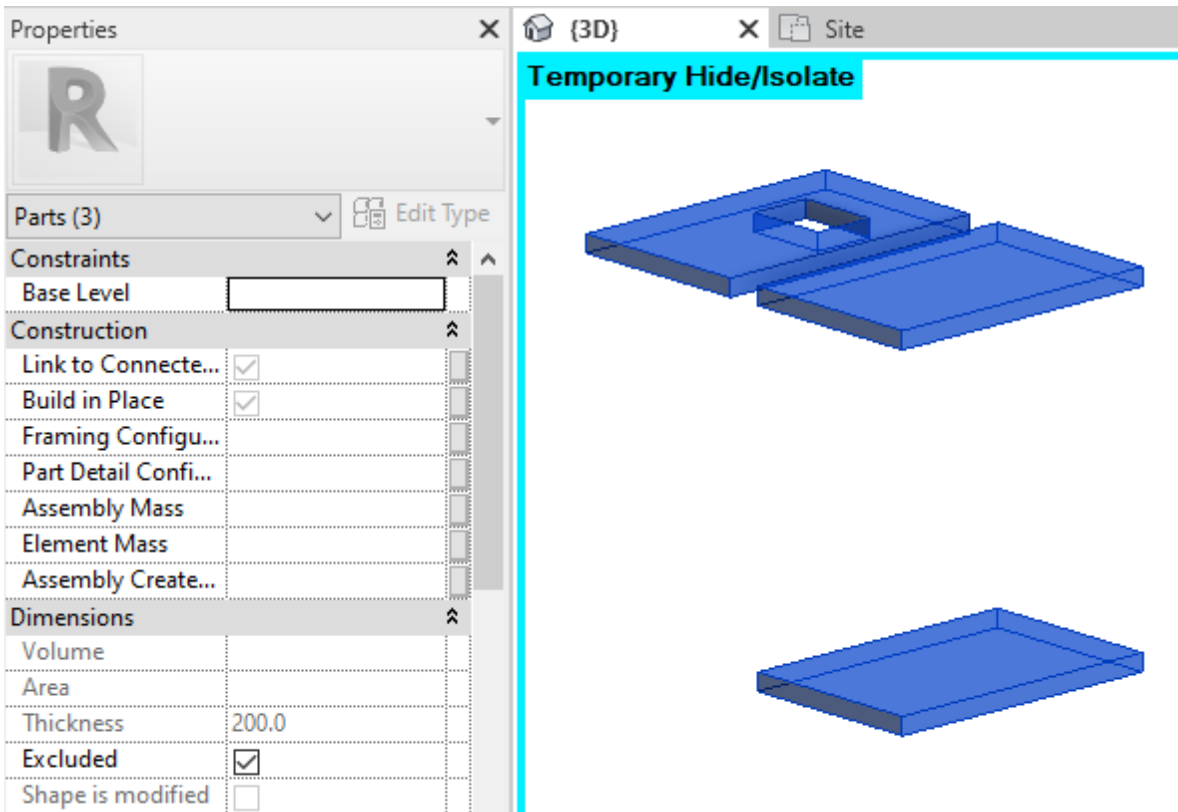 Properties
{3D}
Site
Temporary Hide/Isolate
R
Parts (3)
Edit Type
Constraints
Base Level
Construction
Link to Connecte...
Build in Place
Framing Configu...
Part Detail Confi...
Assembly Mass
Element Mass
Assembly Create...
Dimensions
Volume
Area
Thickness 200.0
Excluded
Shape is modified